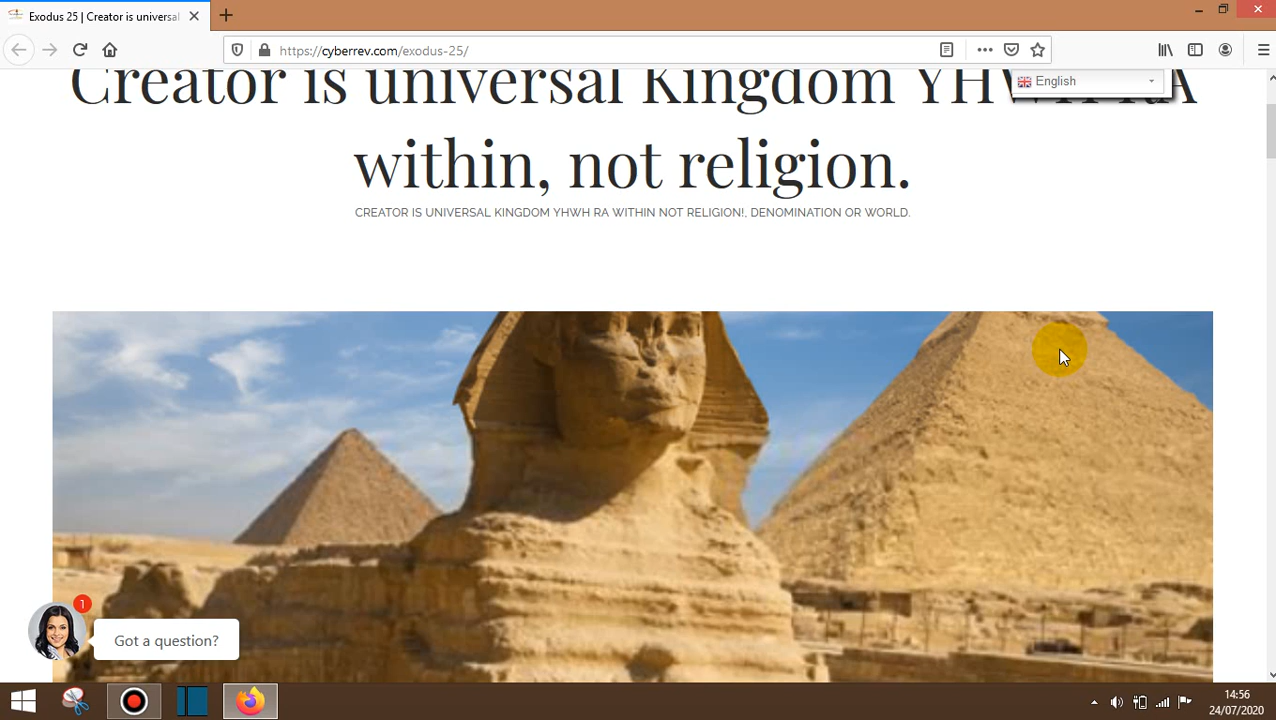 Exodus 25 | Creator is universal
https://cyberrev.com/exodus-25/
Creator is universal Kingdom YHWH RA
English
within, not religion.
CREATOR IS UNIVERSAL KINGDOM YHWH RA WITHIN NOT RELIGION!, DENOMINATION OR WORLD.
1
Got a question?
14:56
24/07/2020